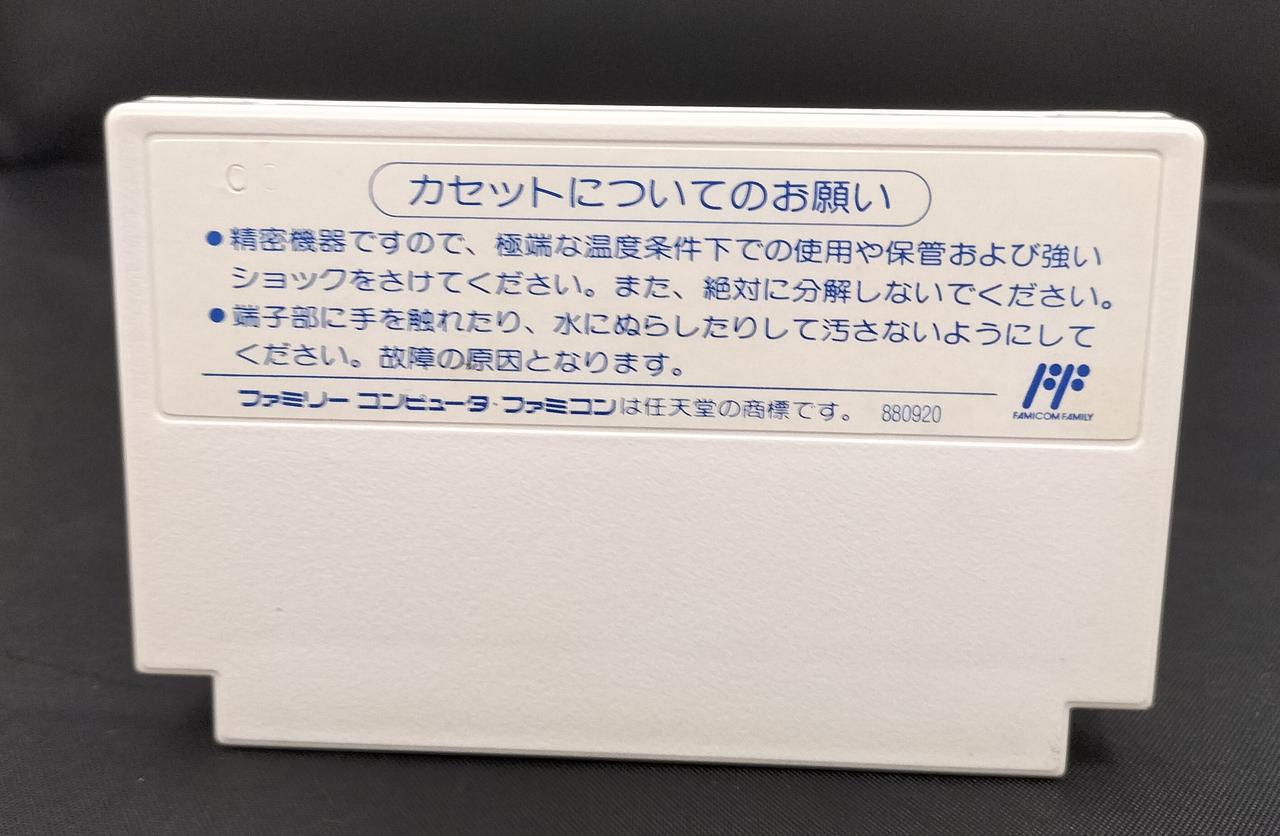 カセットについてのお願い
●精密機器ですので、極端な温度条件下での使用や保管および強い
ショックをさけてください。また、絶対に分解しないでください。
●端子部に手を触れたり、水にぬらしたりして汚さないようにして
ください。故障の原因となります。
ファミリーコンピュータ・ファミコンは任天堂の商標です。 880920
FAMICOM FAMILY